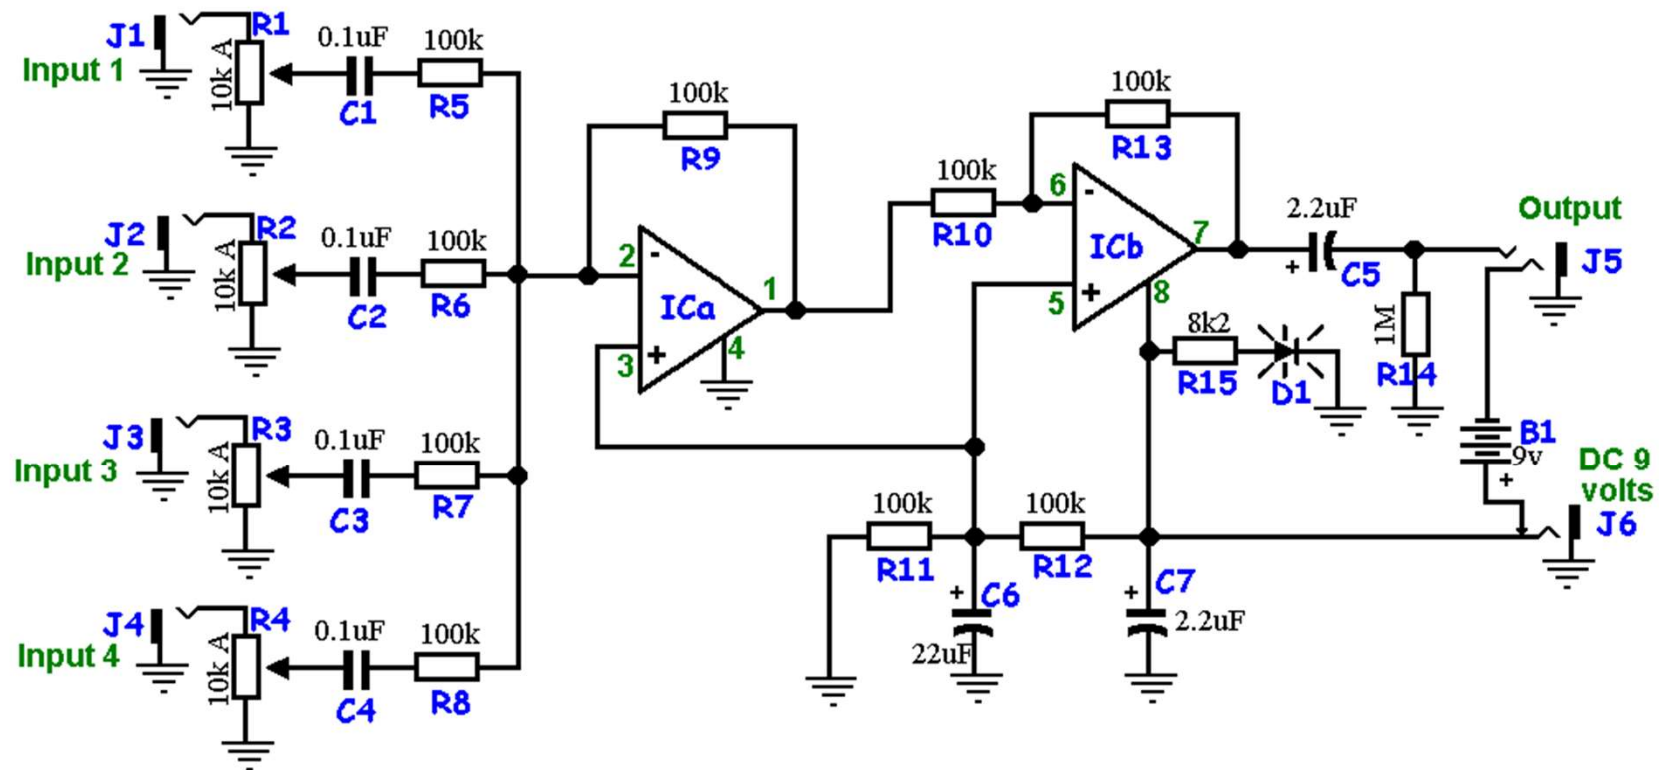 J1
Input 1
R1
10k A
0.1uF
C1
100k
R5
J2
Input 2
R2
10k A
0.1uF
C2
100k
R6
J3
Input 3
R3
10k A
0.1uF
C3
100k
R7
J4
Input 4
R4
10k A
0.1uF
C4
100k
R8
100k
R9
2
-
ICa
1
3
+
4
100k
R10
100k
R13
6
-
ICb
7
5
+
8
2.2uF
+
C5
Output
J5
8k2
R15
D1
1M
R14
B1
9v
+
DC 9
volts
J6
100k
R11
100k
R12
+
C6
22uF
+
C7
2.2uF